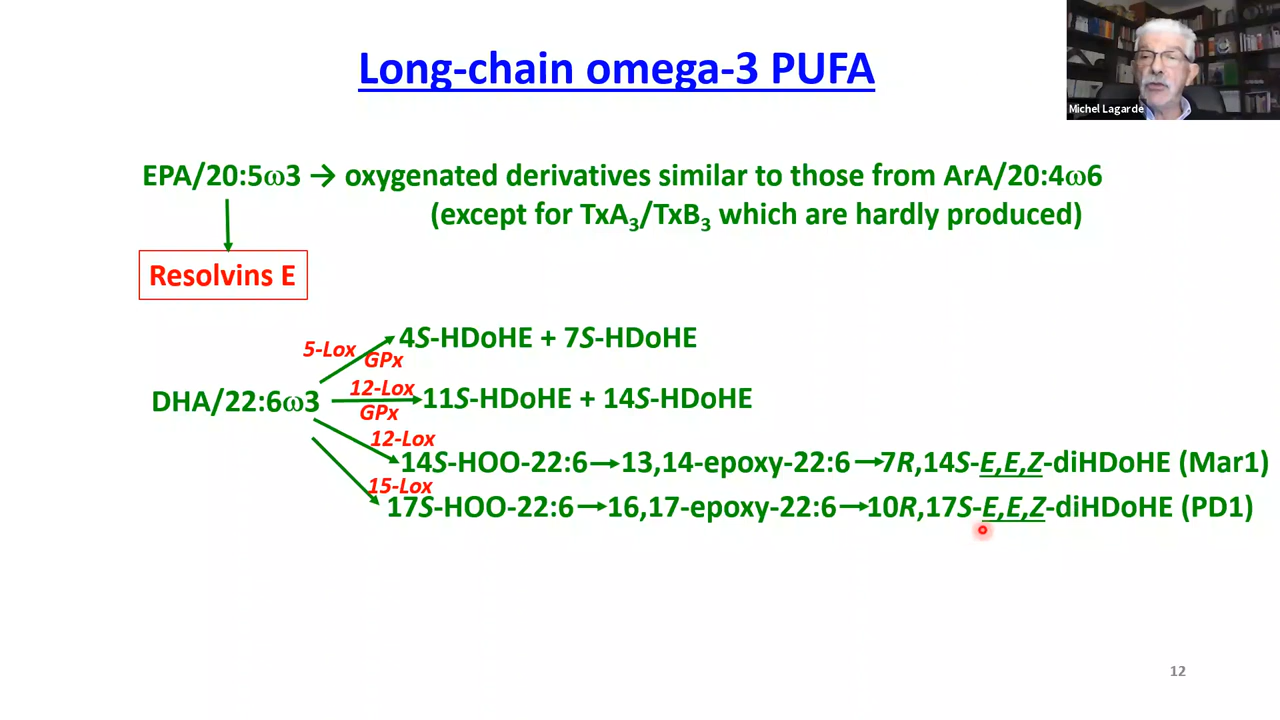 Long-chain omega-3 PUFA
Michel Lagarde
EPA/20:5ω3 → oxygenated derivatives similar to those from ArA/20:4ω6
(except for TxA₃/TxB₃ which are hardly produced)
Resolvins E
5-Lox
GPx
4S-HDoHE + 7S-HDoHE
DHA/22:6ω3
12-Lox
GPx
11S-HDoHE + 14S-HDoHE
12-Lox
14S-HOO-22:6→13,14-epoxy-22:6→7R,14S-E,E,Z-diHDoHE (Mar1)
15-Lox
17S-HOO-22:6→16,17-epoxy-22:6→10R,17S-E,E,Z-diHDoHE (PD1)
12